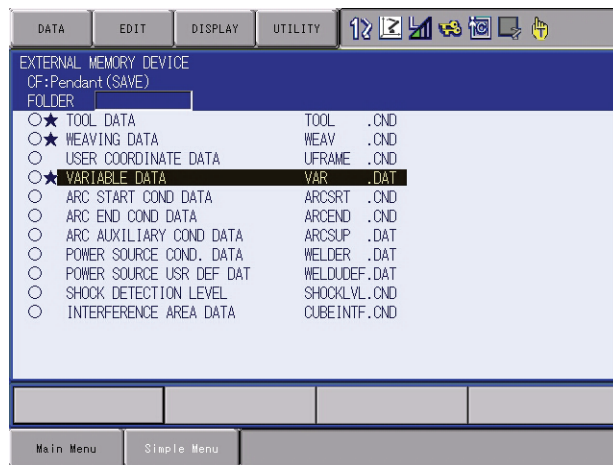 DATA EDIT DISPLAY UTILITY
EXTERNAL MEMORY DEVICE
CF:Pendant(SAVE)
FOLDER
○★ TOOL DATA TOOL .CND
○★ WEAVING DATA WEAV .CND
○ USER COORDINATE DATA UFRAME .CND
○★ VARIABLE DATA VAR .DAT
○ ARC START COND DATA ARCSRT .CND
○ ARC END COND DATA ARCEND .CND
○ ARC AUXILIARY COND DATA ARCSUP .DAT
○ POWER SOURCE COND. DATA WELDER .DAT
○ POWER SOURCE USR DEF DAT WELDUDEF.DAT
○ SHOCK DETECTION LEVEL SHOCKLVL.CND
○ INTERFERENCE AREA DATA CUBEINTF.CND
Main Menu Simple Menu